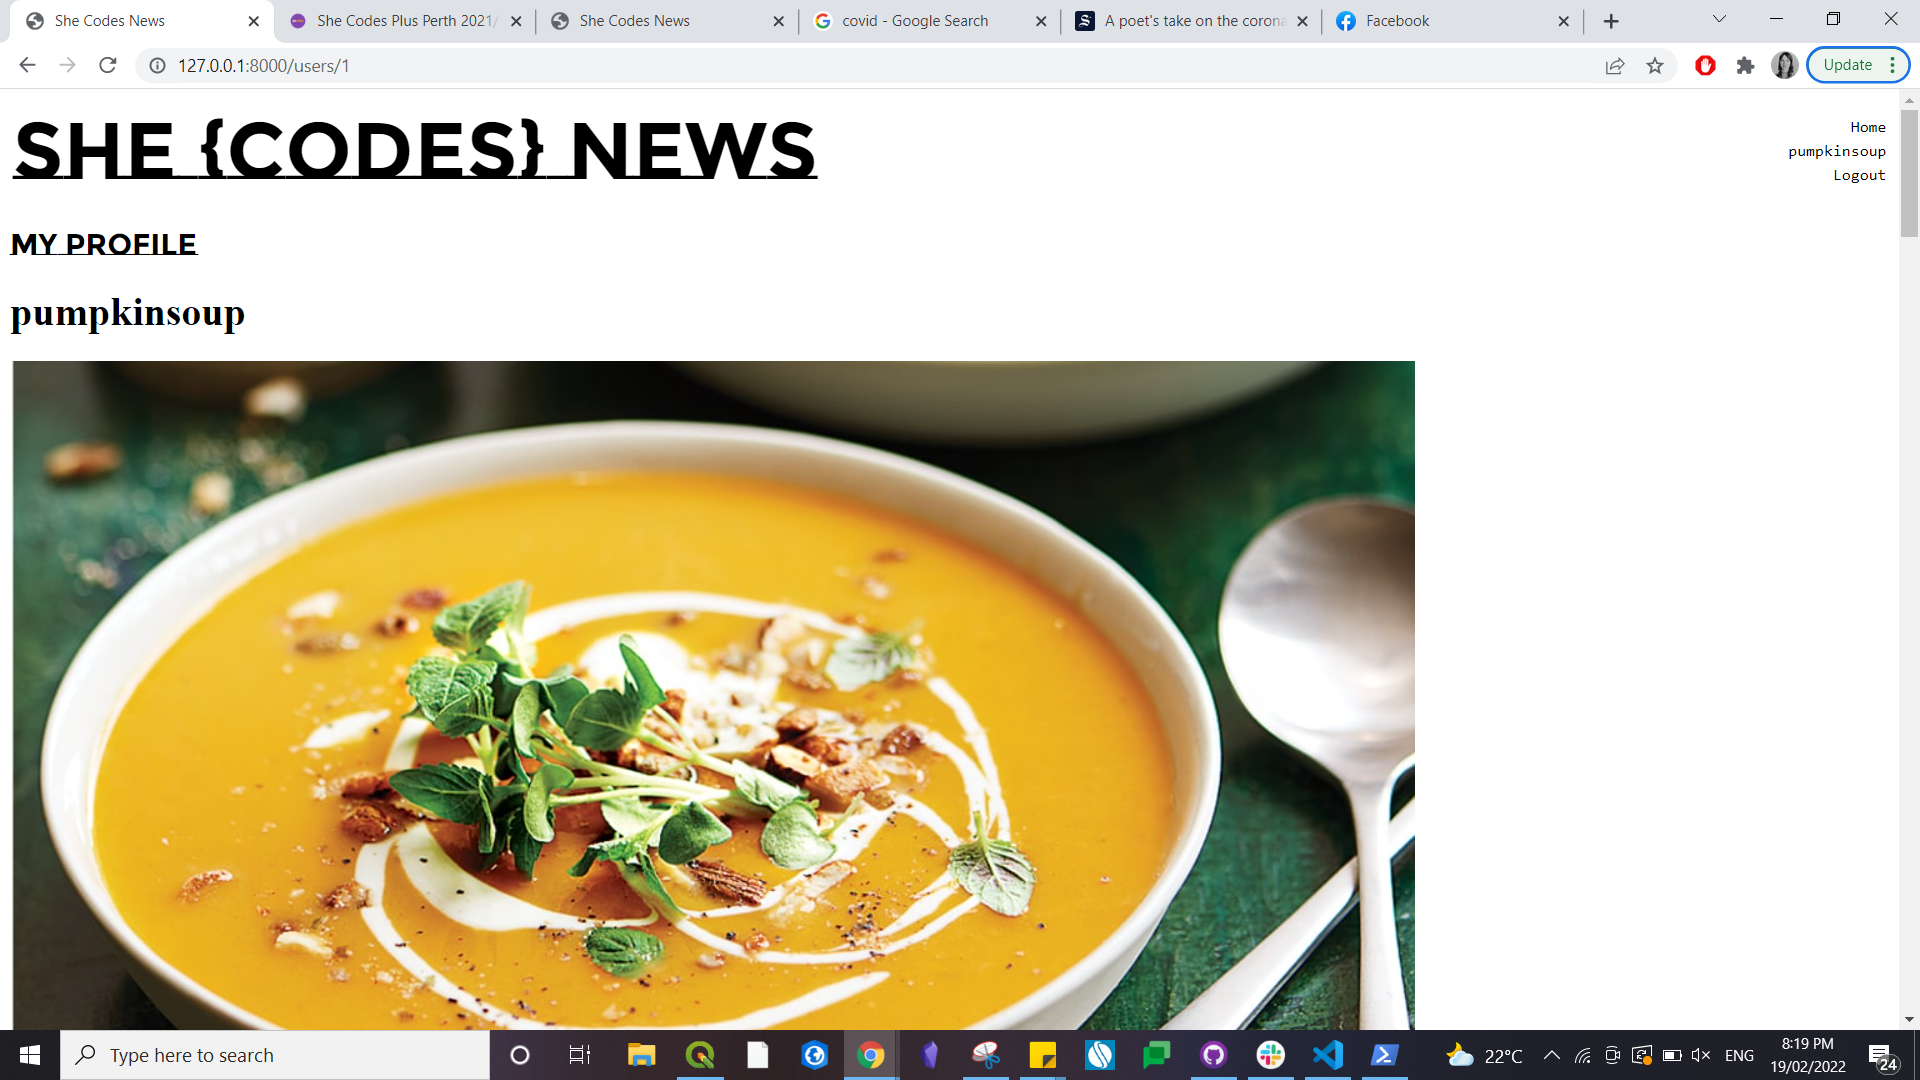 She Codes News
She Codes Plus Perth 2021/
She Codes News
covid - Google Search
A poet's take on the corona
Facebook
127.0.0.1:8000/users/1
Update
SHE {CODES} NEWS
Home
pumpkinsoup
Logout
MY PROFILE
pumpkinsoup
Type here to search
22°C
ENG
8:19 PM
19/02/2022
24